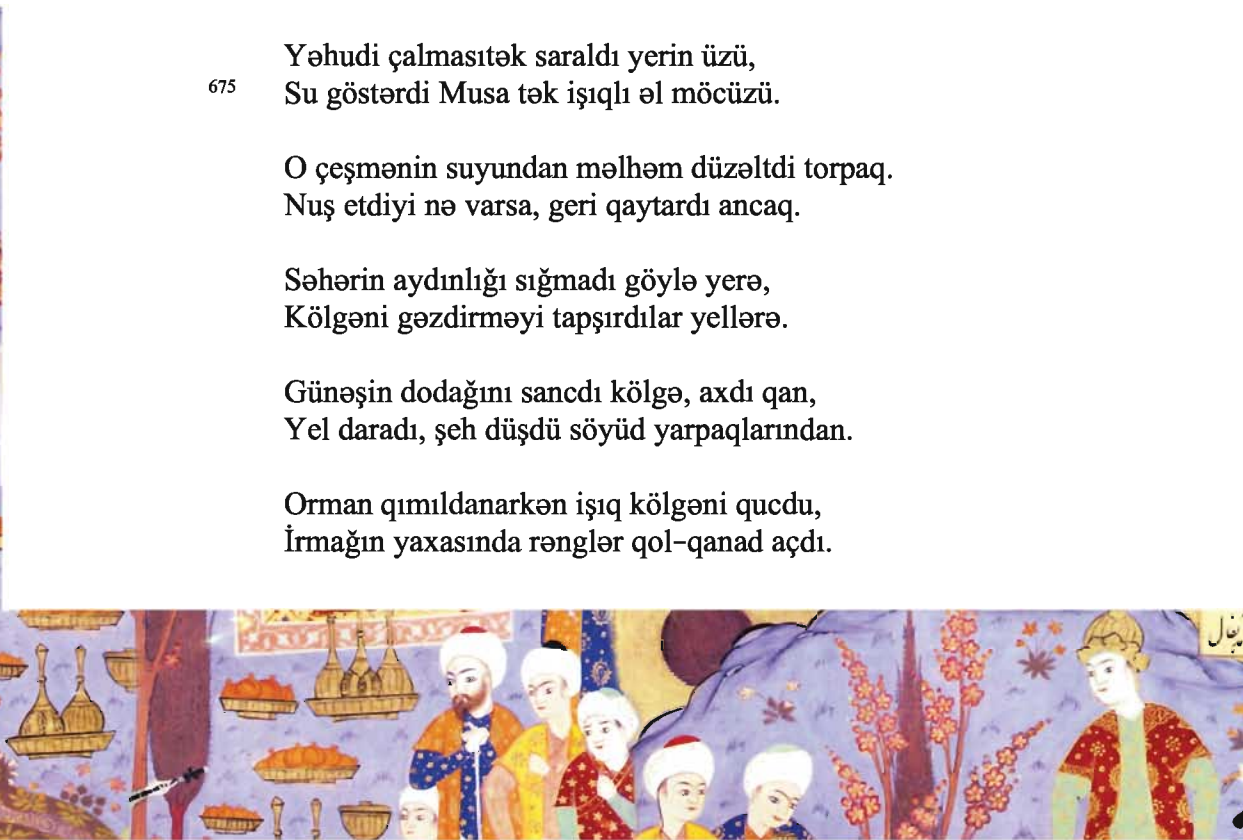 Yəhudi çalmasıtək saraldı yerin üzü,
675 Su göstərdi Musa tək işıqlı əl möcüzü.
O çeşmənin suyundan məlhəm düzəltdi torpaq.
Nuş etdiyi nə varsa, geri qaytardı ancaq.
Səhərin aydınlığı sığmadı göylə yerə,
Kölgəni gəzdirməyi tapşırdılar yellərə.
Günəşin dodağını sancdı kölgə, axdı qan,
Yel daradı, şeh düşdü söyüd yarpaqlarından.
Orman qımıldanarkən işıq kölgəni qucdu,
İrmağın yaxasında rənglər qol-qanad açdı.